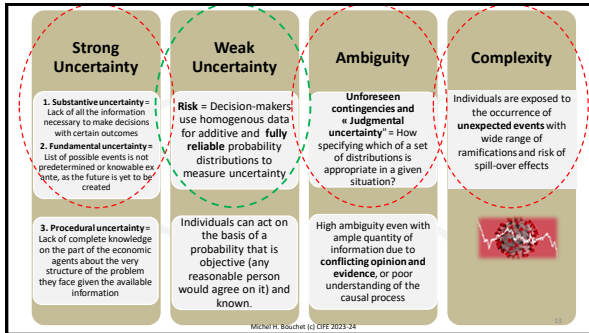 Strong
Uncertainty
1. Substantive uncertainty =
Lack of all the information
necessary to make decisions
with certain outcomes
2. Fundamental uncertainty =
List of possible events is not
predetermined or knowable ex
ante, as the future is yet to be
created
3. Procedural uncertainty =
Lack of complete knowledge
on the part of the economic
agents about the very
structure of the problem
they face given the available
information
Weak
Uncertainty
Risk = Decision-makers
use homogenous data
for additive and fully
reliable probability
distributions to
measure uncertainty
Individuals can act on
the basis of a
probability that is
objective (any
reasonable person
would agree on it) and
known.
Ambiguity
Unforeseen
contingencies and
« Judgmental
uncertainty" = How
specifying which of a set
of distributions is
appropriate in a given
situation?
High ambiguity even with
ample quantity of
information due to
conflicting opinion and
evidence, or poor
understanding of the
causal process
Complexity
Individuals are exposed to
the occurrence of
unexpected events with
wide range of
ramifications and risk of
spill-over effects
Michel H. Bouchet (c) CIFE 2023-24